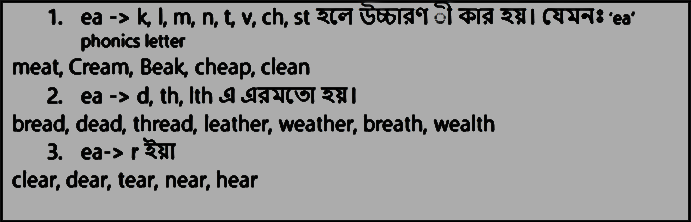 1. ea -> k, l, m, n, t, v, ch, st হলে উচ্চারণ ী কার হয়। যেমনঃ ‘ea’
phonics letter
meat, Cream, Beak, cheap, clean
2. ea -> d, th, lth এ এরমতো হয়।
bread, dead, thread, leather, weather, breath, wealth
3. ea-> r ইয়া
clear, dear, tear, near, hear